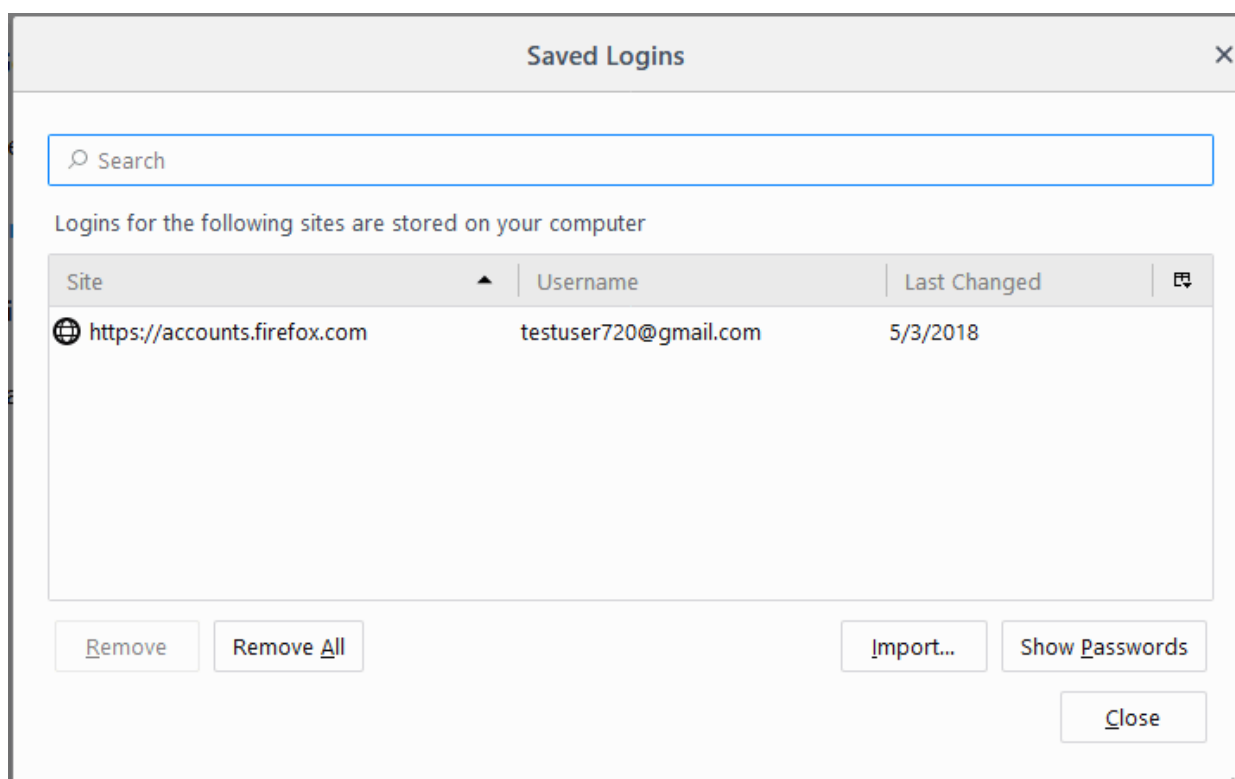 Saved Logins
Search
Logins for the following sites are stored on your computer
Site Username Last Changed
https://accounts.firefox.com testuser720@gmail.com 5/3/2018
Remove Remove All Import... Show Passwords
Close